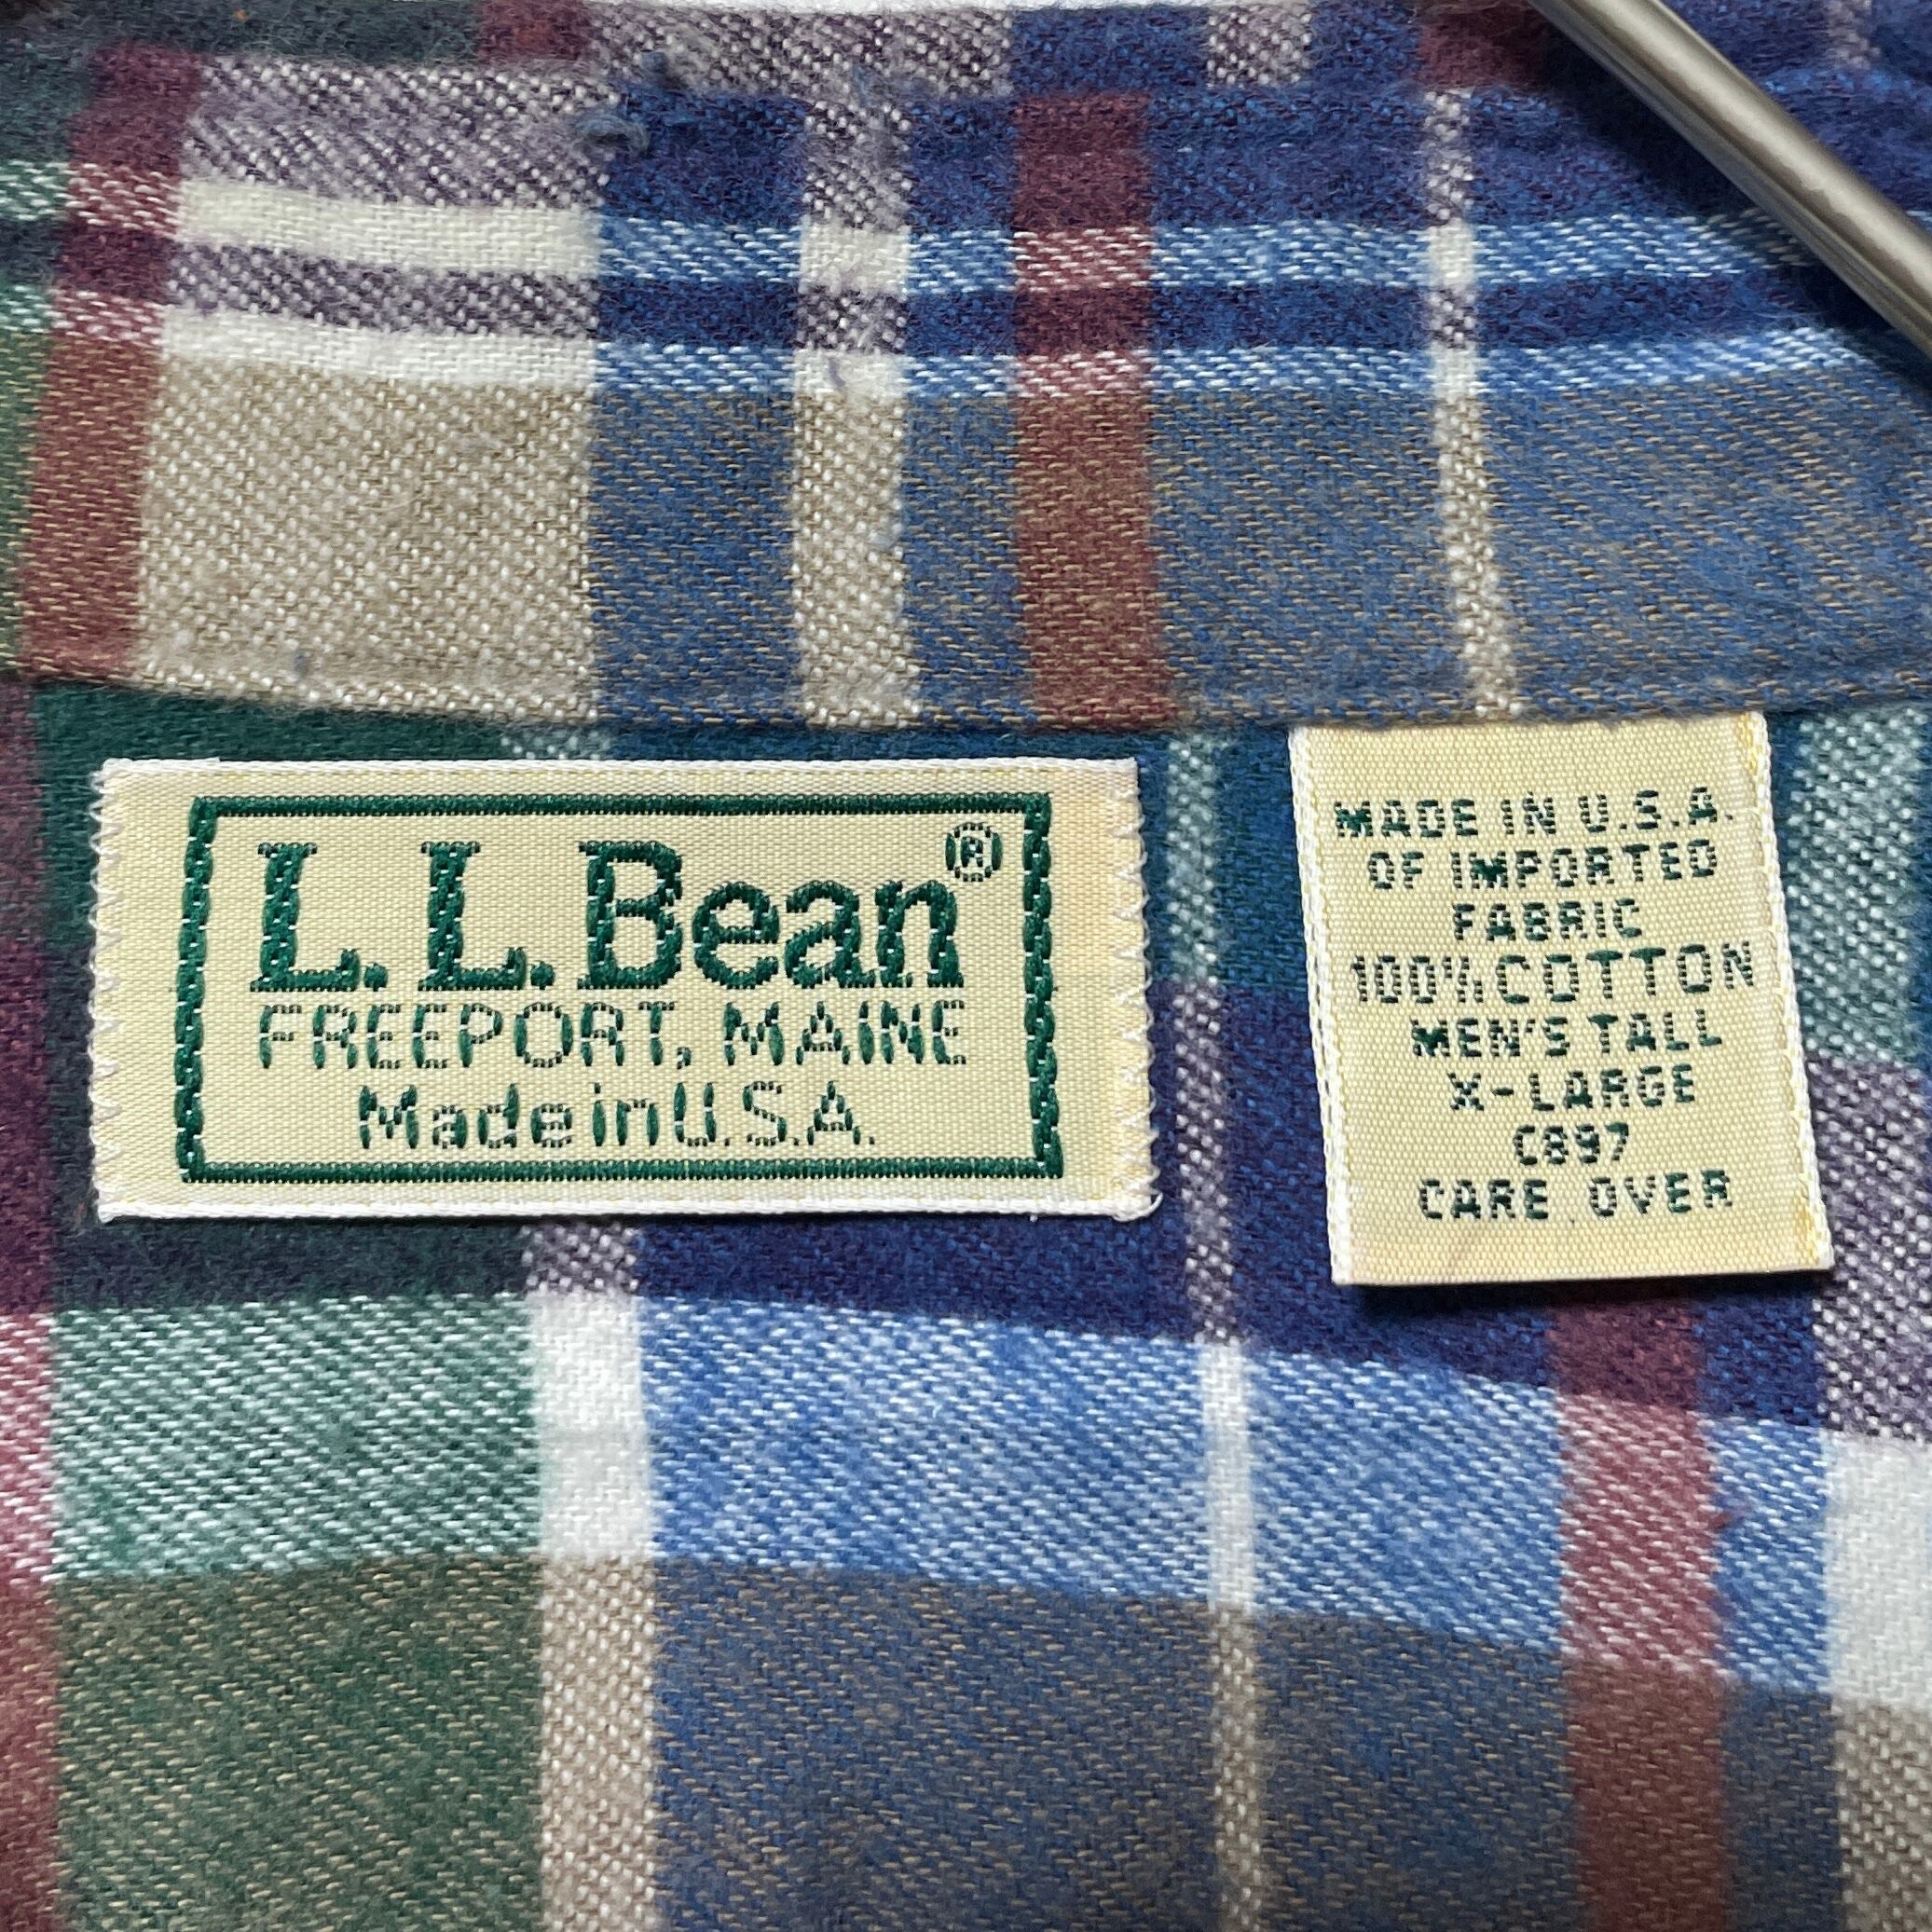 L.L.Bean®
FREEPORT, MAINE
Made in U.S.A.
MADE IN U.S.A.
OF IMPORTED
FABRIC
100% COTTON
MEN'S TALL
X-LARGE
C897
CARE OVER